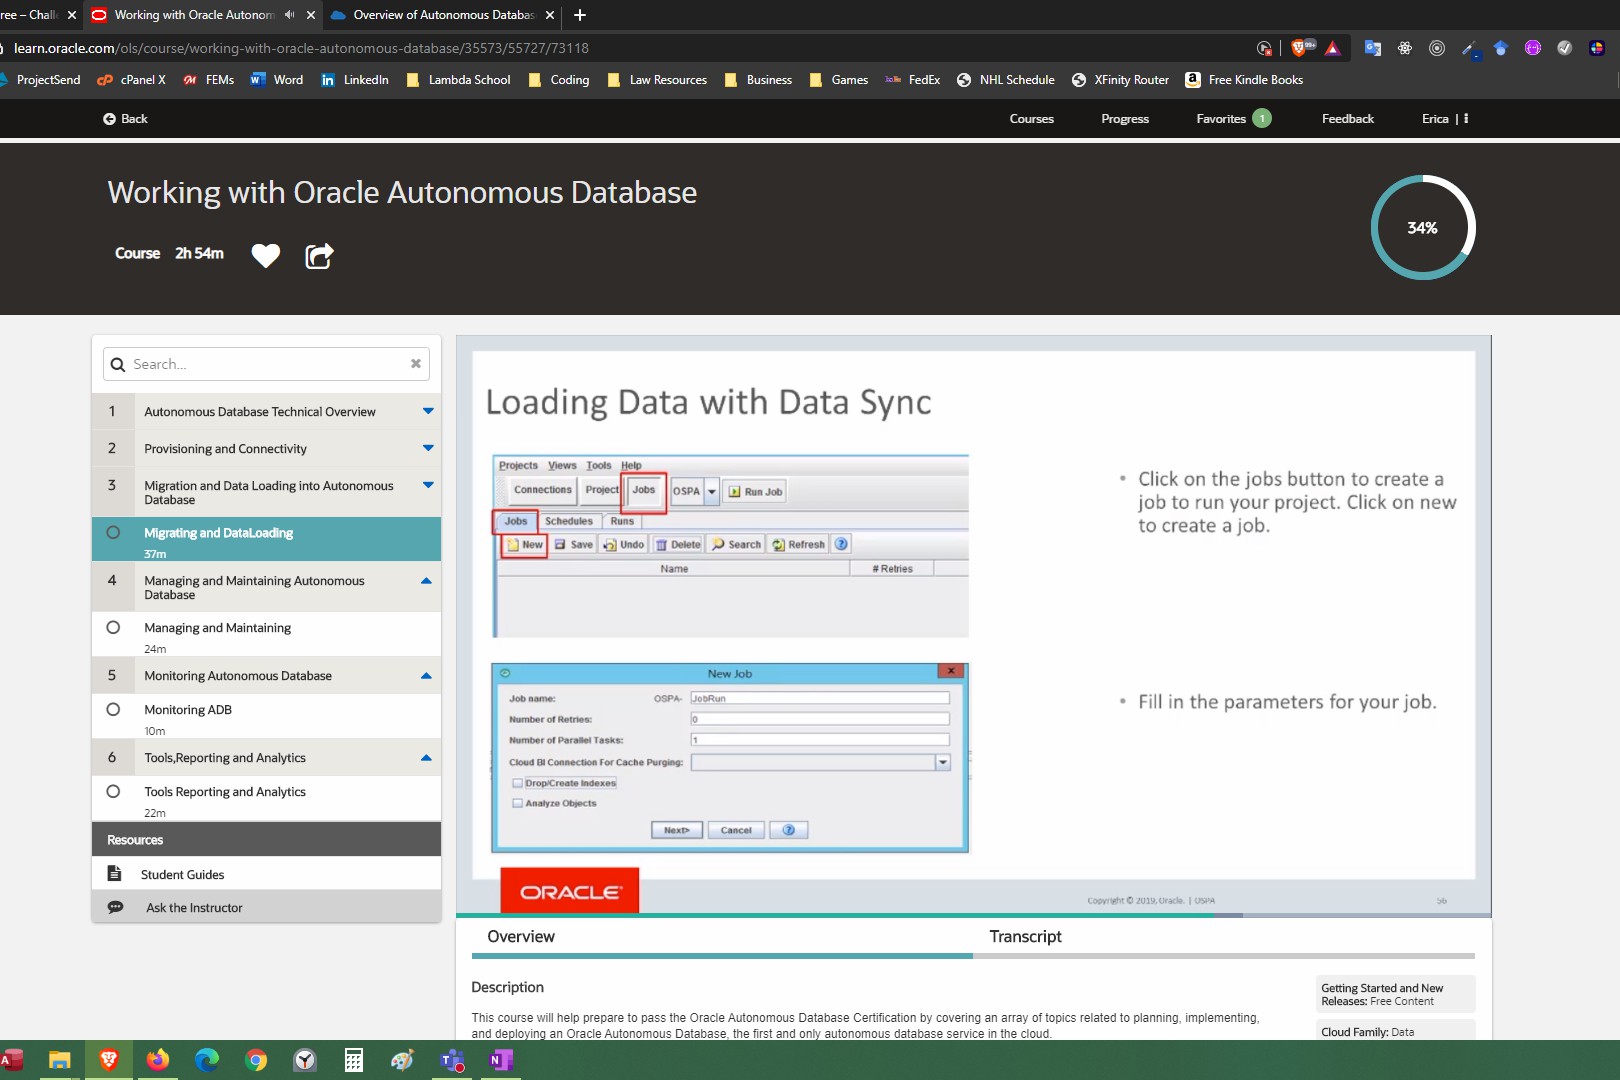 ree – Chall
Working with Oracle Autonom
Overview of Autonomous Databas
learn.oracle.com/ols/course/working-with-oracle-autonomous-database/35573/55727/73118
99+
ProjectSend
cPanel X
FEMs
Word
LinkedIn
Lambda School
Coding
Law Resources
Business
Games
FedEx
NHL Schedule
XFinity Router
Free Kindle Books
Back
Courses
Progress
Favorites 1
Feedback
Erica |
Working with Oracle Autonomous Database
Course 2h 54m
34%
Search...
1 Autonomous Database Technical Overview
2 Provisioning and Connectivity
3 Migration and Data Loading into Autonomous
Database
Migrating and DataLoading
37m
4 Managing and Maintaining Autonomous
Database
Managing and Maintaining
24m
5 Monitoring Autonomous Database
Monitoring ADB
10m
6 Tools,Reporting and Analytics
Tools Reporting and Analytics
22m
Resources
Student Guides
Ask the Instructor
Loading Data with Data Sync
Projects Views Tools Help
Connections Project Jobs OSPA Run Job
Jobs Schedules Runs
New Save Undo Delete Search Refresh ?
Name # Retries
• Click on the jobs button to create a
job to run your project. Click on new
to create a job.
New Job
Job name: OSPA- JobRun
Number of Retries: 0
Number of Parallel Tasks: 1
Cloud BI Connection For Cache Purging:
Drop/Create Indexes
Analyze Objects
Next> Cancel ?
• Fill in the parameters for your job.
ORACLE
Copyright © 2019, Oracle. | OSPA
56
Overview
Transcript
Description
This course will help prepare to pass the Oracle Autonomous Database Certification by covering an array of topics related to planning, implementing,
and deploying an Oracle Autonomous Database, the first and only autonomous database service in the cloud.
Getting Started and New
Releases: Free Content
Cloud Family: Data